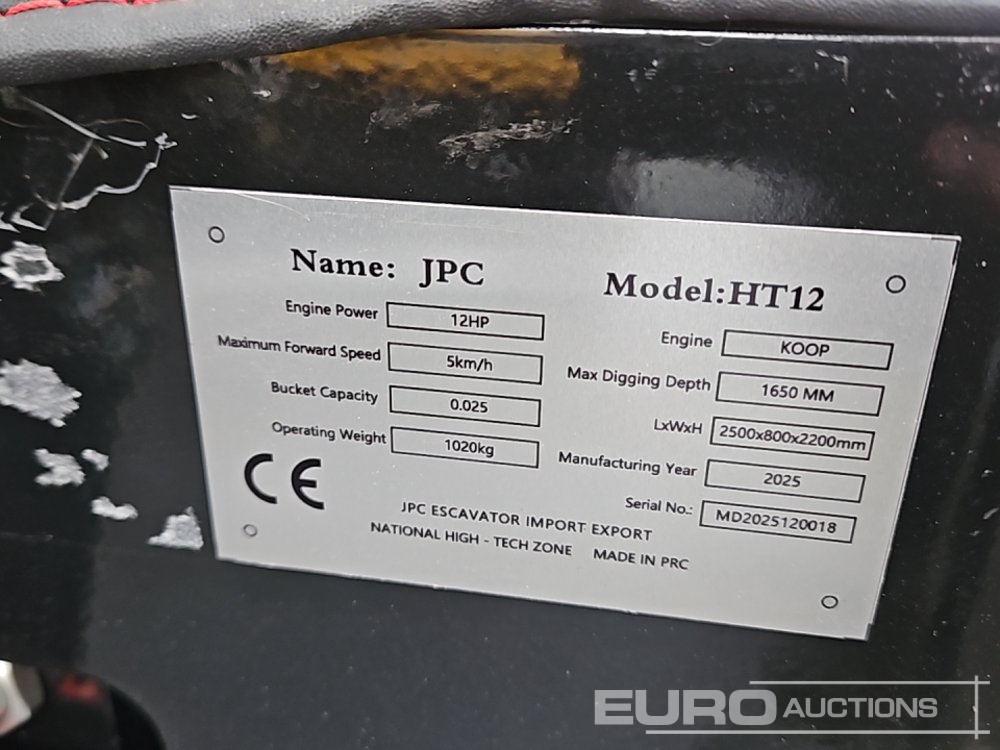 Name: JPC
Engine Power 12HP
Maximum Forward Speed 5km/h
Bucket Capacity 0.025
Operating Weight 1020kg
Model:HT12
Engine KOOP
Max Digging Depth 1650 MM
LxWxH 2500x800x2200mm
Manufacturing Year 2025
Serial No.: MD2025120018
CE
JPC ESCAVATOR IMPORT EXPORT
NATIONAL HIGH - TECH ZONE MADE IN PRC
EURO AUCTIONS